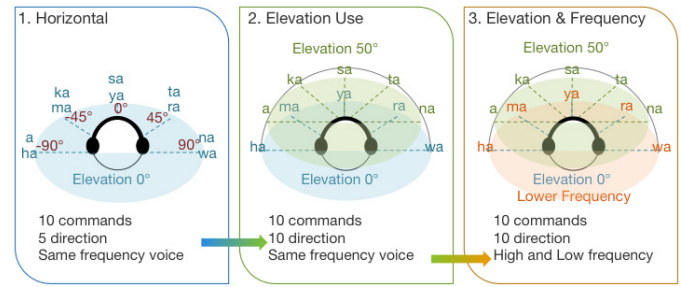 1. Horizontal
sa
ka
ya
ta
ma
0°
ra
-45°
45°
a
na
ha
-90°
90°
wa
Elevation 0°
10 commands
5 direction
Same frequency voice
2. Elevation Use
Elevation 50°
sa
ka
ta
ya
a
ma
ra
na
ha
wa
Elevation 0°
10 commands
10 direction
Same frequency voice
3. Elevation & Frequency
Elevation 50°
sa
ka
ta
ya
a
ma
ra
na
ha
wa
Elevation 0°
Lower Frequency
10 commands
10 direction
High and Low frequency